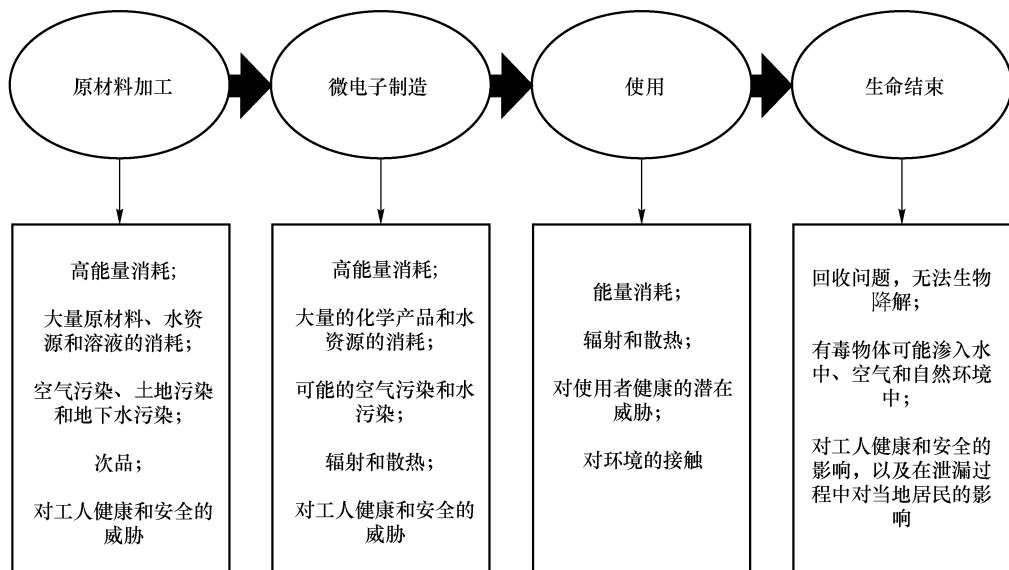 原材料加工
微电子制造
使用
生命结束
高能量消耗;
大量原材料、水资
源和溶液的消耗;
空气污染、土地污染
和地下水污染;
次品;
对工人健康和安全的
威胁
高能量消耗;
大量的化学产品和水
资源的消耗;
可能的空气污染和水
污染;
辐射和散热;
对工人健康和安全的
威胁
能量消耗;
辐射和散热;
对使用者健康的潜在
威胁;
对环境的接触
回收问题，无法生物
降解;
有毒物体可能渗入水
中、空气和自然环境
中;
对工人健康和安全的
影响，以及在泄漏过
程中对当地居民的影
响